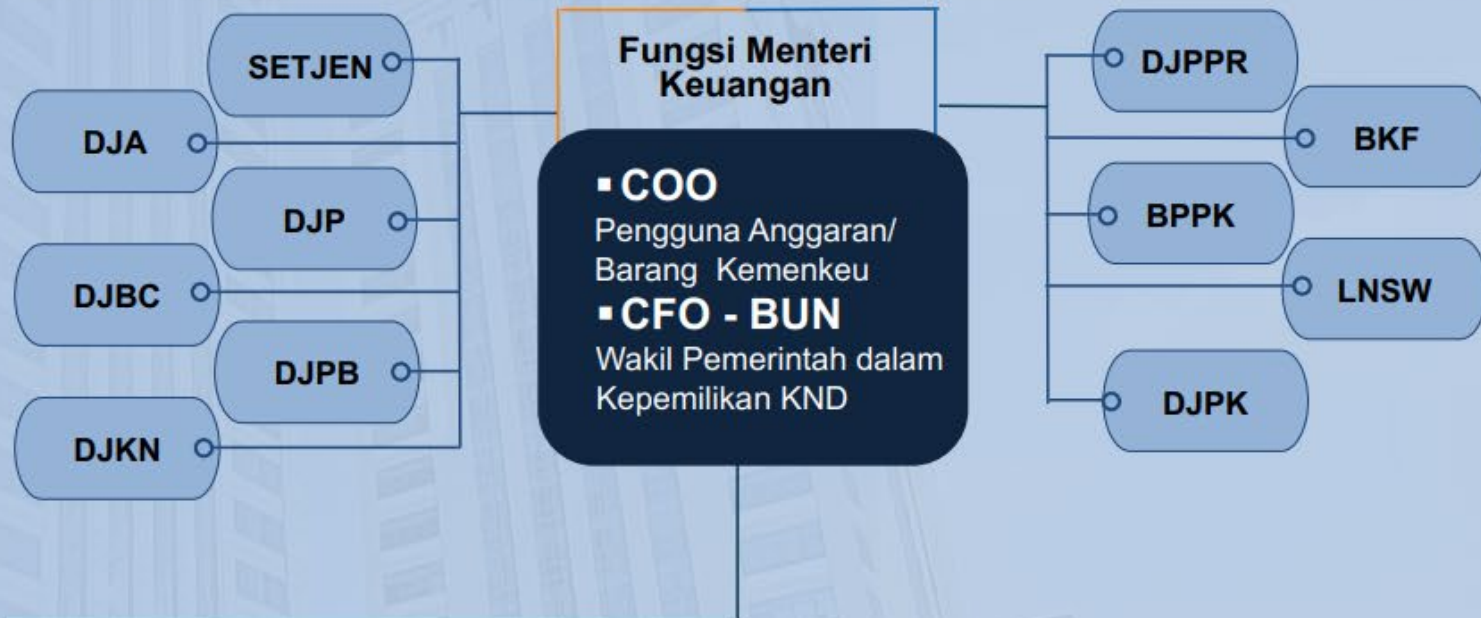 Fungsi Menteri
Keuangan
SETJEN
DJA
DJP
DJBC
DJPB
DJKN
▪ COO
Pengguna Anggaran/
Barang Kemenkeu
▪ CFO - BUN
Wakil Pemerintah dalam
Kepemilikan KND
DJPPR
BKF
BPPK
LNSW
DJPK